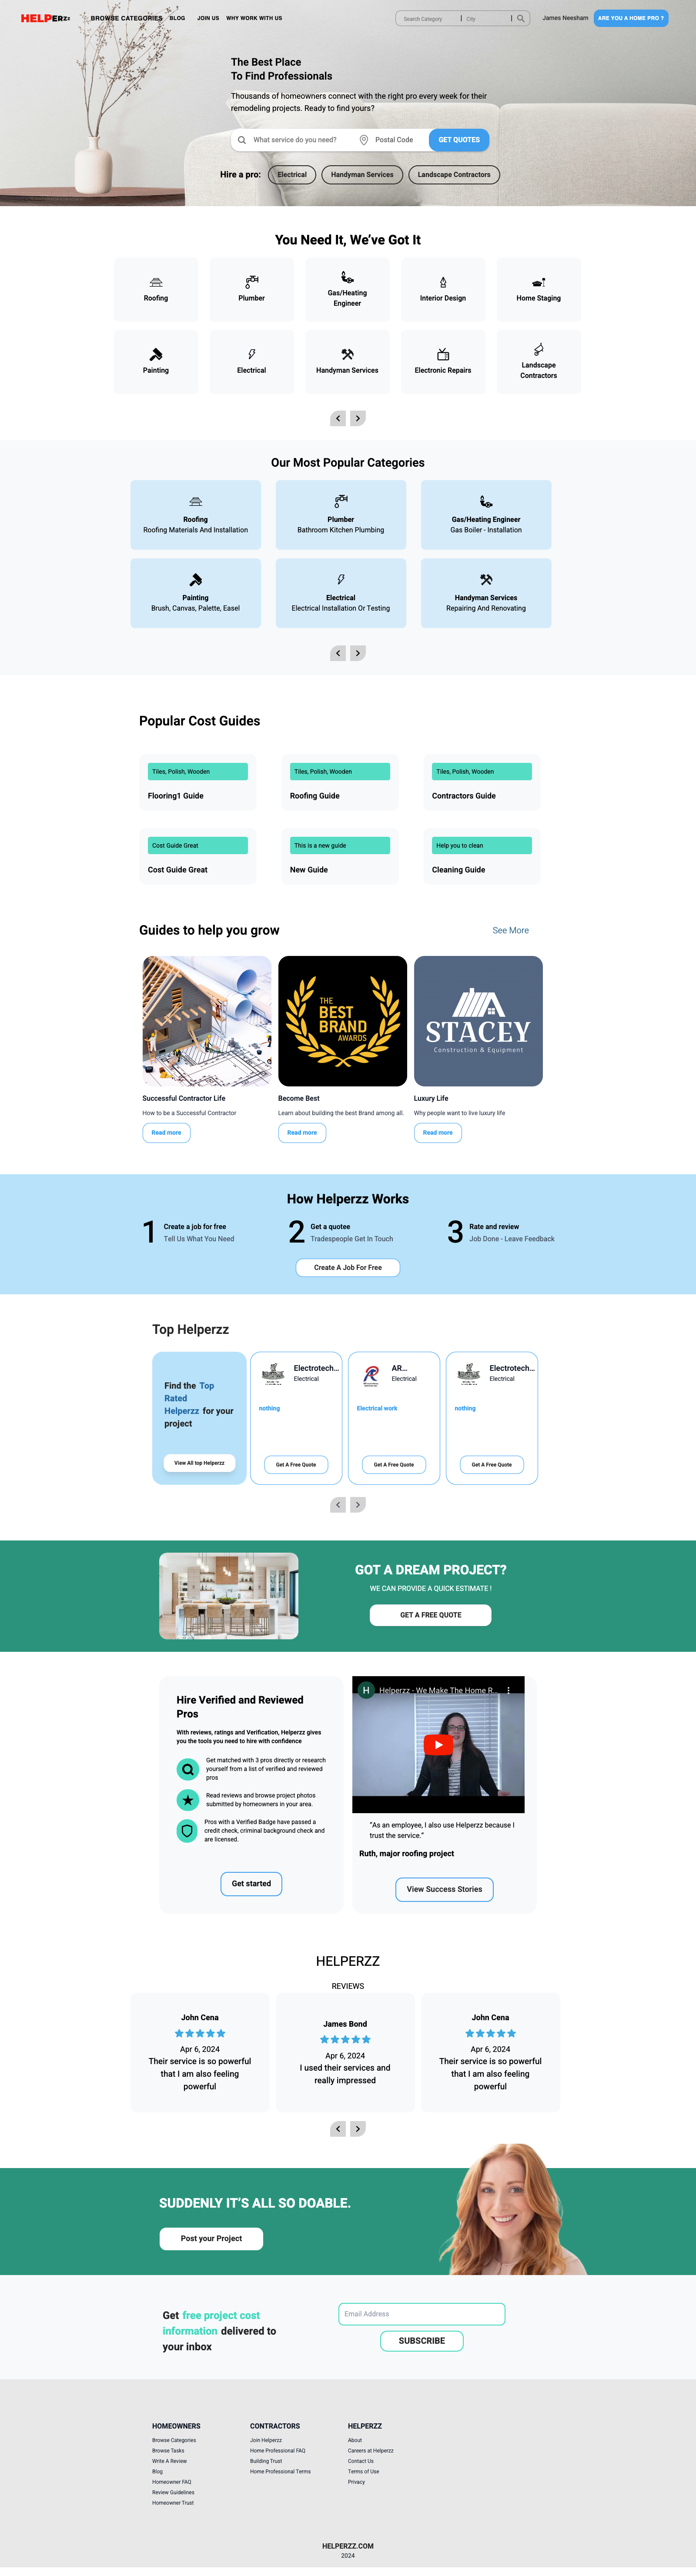 HELPERZZ
BROWSE CATEGORIES BLOG JOIN US WHY WORK WITH US
Search Category | City |
James Neesham
ARE YOU A HOME PRO ?
The Best Place
To Find Professionals
Thousands of homeowners connect with the right pro every week for their
remodeling projects. Ready to find yours?
What service do you need?
Postal Code
GET QUOTES
Hire a pro:
Electrical
Handyman Services
Landscape Contractors
You Need It, We've Got It
Roofing
Plumber
Gas/Heating
Engineer
Interior Design
Home Staging
Painting
Electrical
Handyman Services
Electronic Repairs
Landscape
Contractors
Our Most Popular Categories
Roofing
Roofing Materials And Installation
Plumber
Bathroom Kitchen Plumbing
Gas/Heating Engineer
Gas Boiler - Installation
Painting
Brush, Canvas, Palette, Easel
Electrical
Electrical Installation Or Testing
Handyman Services
Repairing And Renovating
Popular Cost Guides
Tiles, Polish, Wooden
Flooring1 Guide
Tiles, Polish, Wooden
Roofing Guide
Tiles, Polish, Wooden
Contractors Guide
Cost Guide Great
Cost Guide Great
This is a new guide
New Guide
Help you to clean
Cleaning Guide
Guides to help you grow
See More
THE
BEST
BRAND
AWARDS
STACEY
Construction & Equipment
Successful Contractor Life
How to be a Successful Contractor
Read more
Become Best
Learn about building the best Brand among all.
Read more
Luxury Life
Why people want to live luxury life
Read more
How Helperzz Works
1
Create a job for free
Tell Us What You Need
2
Get a quotee
Tradespeople Get In Touch
3
Rate and review
Job Done - Leave Feedback
Create A Job For Free
Top Helperzz
Find the Top
Rated
Helperzz for your
project
View All top Helperzz
Electrotech...
Electrical
nothing
Get A Free Quote
AR...
Electrical
Electrical work
Get A Free Quote
Electrotech...
Electrical
nothing
Get A Free Quote
GOT A DREAM PROJECT?
WE CAN PROVIDE A QUICK ESTIMATE !
GET A FREE QUOTE
Hire Verified and Reviewed
Pros
With reviews, ratings and Verification, Helperzz gives
you the tools you need to hire with confidence
Get matched with 3 pros directly or research
yourself from a list of verified and reviewed
pros
Read reviews and browse project photos
submitted by homeowners in your area.
Pros with a Verified Badge have passed a
credit check, criminal background check and
are licensed.
Get started
H
Helperzz - We Make The Home R...
"As an employee, I also use Helperzz because I
trust the service."
Ruth, major roofing project
View Success Stories
HELPERZZ
REVIEWS
John Cena
Apr 6, 2024
Their service is so powerful
that I am also feeling
powerful
James Bond
Apr 6, 2024
I used their services and
really impressed
John Cena
Apr 6, 2024
Their service is so powerful
that I am also feeling
powerful
SUDDENLY IT'S ALL SO DOABLE.
Post your Project
Get free project cost
information delivered to
your inbox
Email Address
SUBSCRIBE
HOMEOWNERS
Browse Categories
Browse Tasks
Write A Review
Blog
Homeowner FAQ
Review Guidelines
Homeowner Trust
CONTRACTORS
Join Helperzz
Home Professional FAQ
Building Trust
Home Professional Terms
HELPERZZ
About
Careers at Helperzz
Contact Us
Terms of Use
Privacy
HELPERZZ.COM
2024